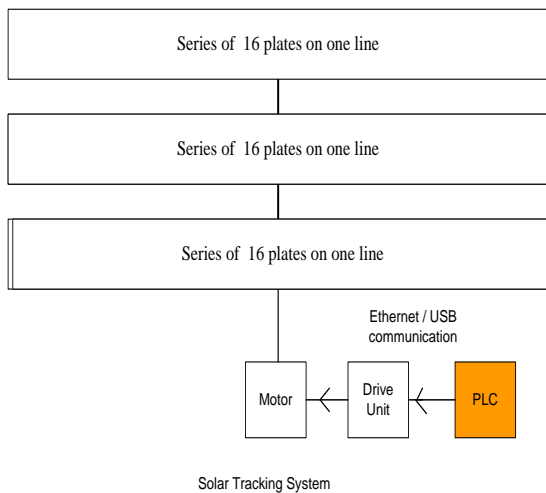 Series of  16 plates on one line
Series of  16 plates on one line
Series of  16 plates on one line
Ethernet / USB
communication
Motor
Drive
Unit
PLC
Solar Tracking System